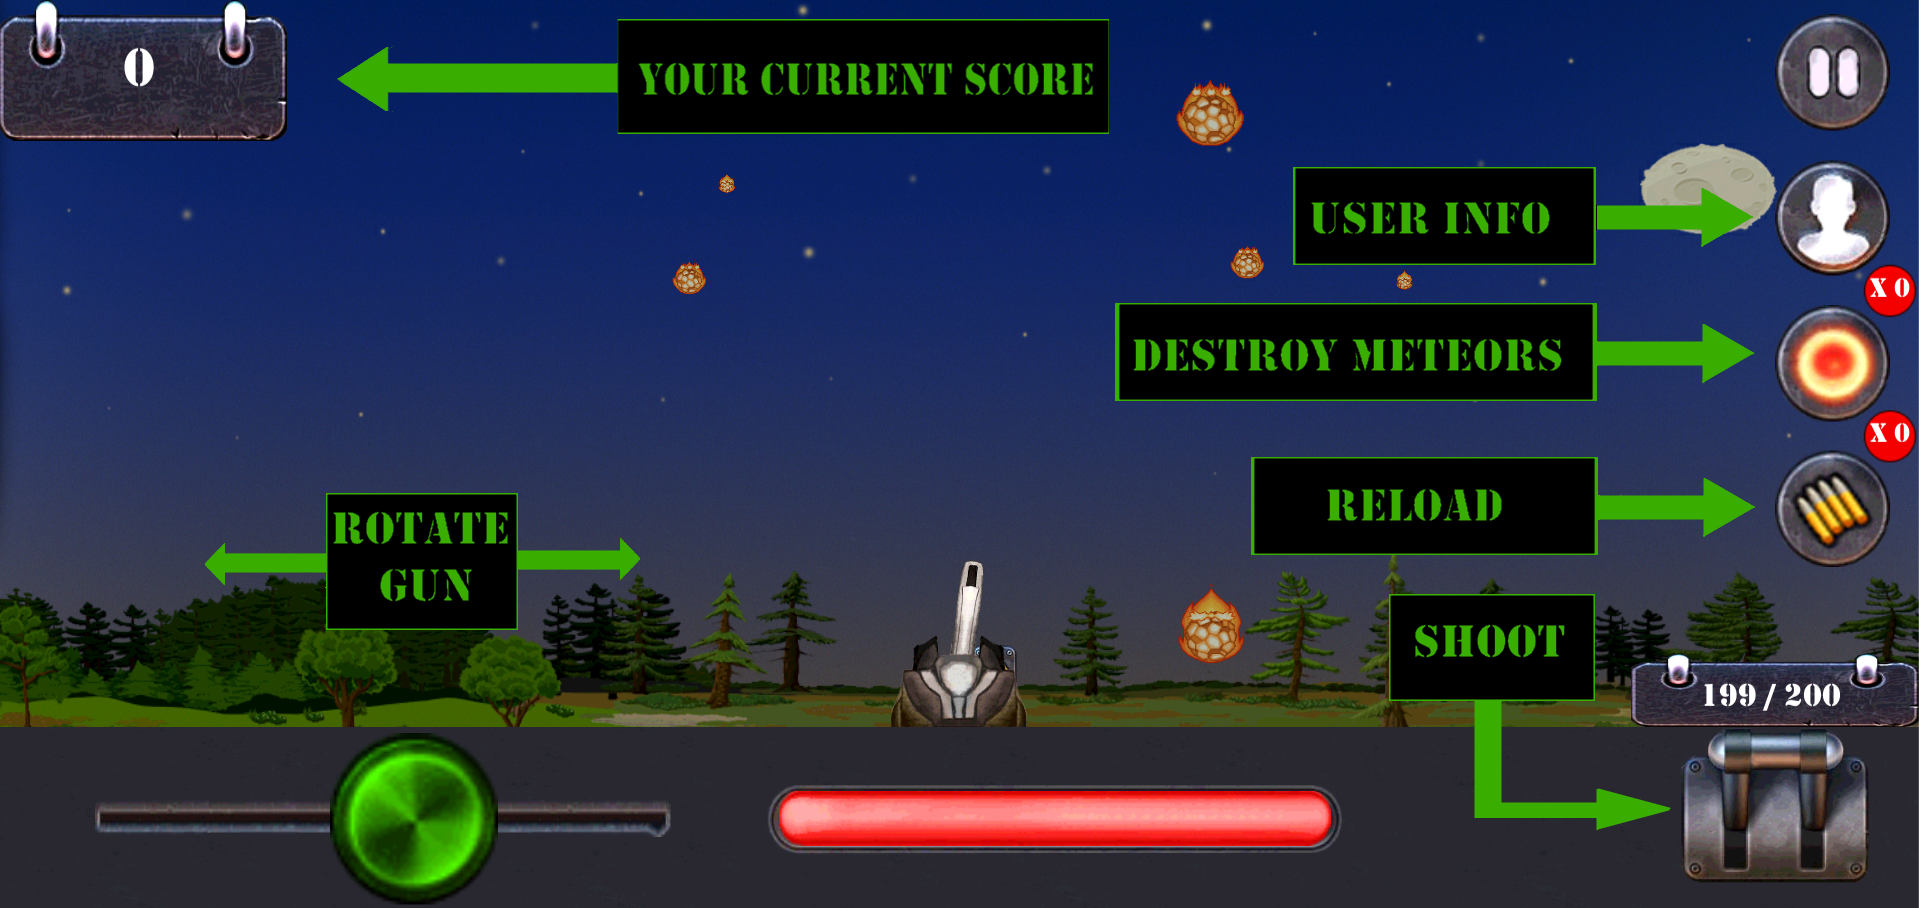 0
YOUR CURRENT SCORE
USER INFO
X 0
DESTROY METEORS
X 0
RELOAD
ROTATE
GUN
SHOOT
199 / 200